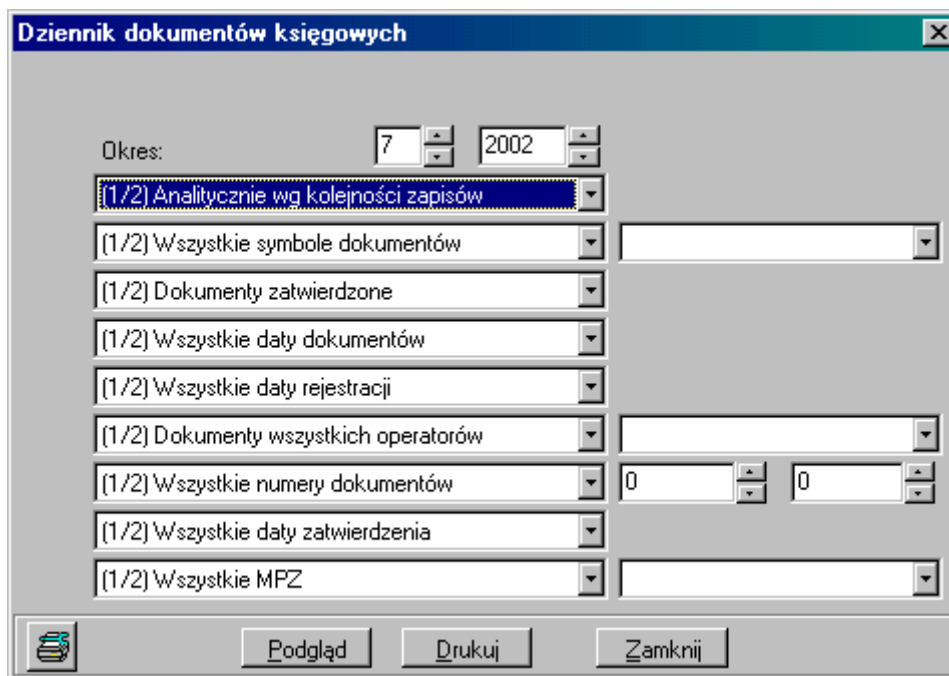 Dziennik dokumentów księgowych
Okres: 7 2002
(1/2) Analitycznie wg kolejności zapisów
(1/2) Wszystkie symbole dokumentów
(1/2) Dokumenty zatwierdzone
(1/2) Wszystkie daty dokumentów
(1/2) Wszystkie daty rejestracji
(1/2) Dokumenty wszystkich operatorów
(1/2) Wszystkie numery dokumentów 0 0
(1/2) Wszystkie daty zatwierdzenia
(1/2) Wszystkie MPZ
Podgląd Drukuj Zamknij